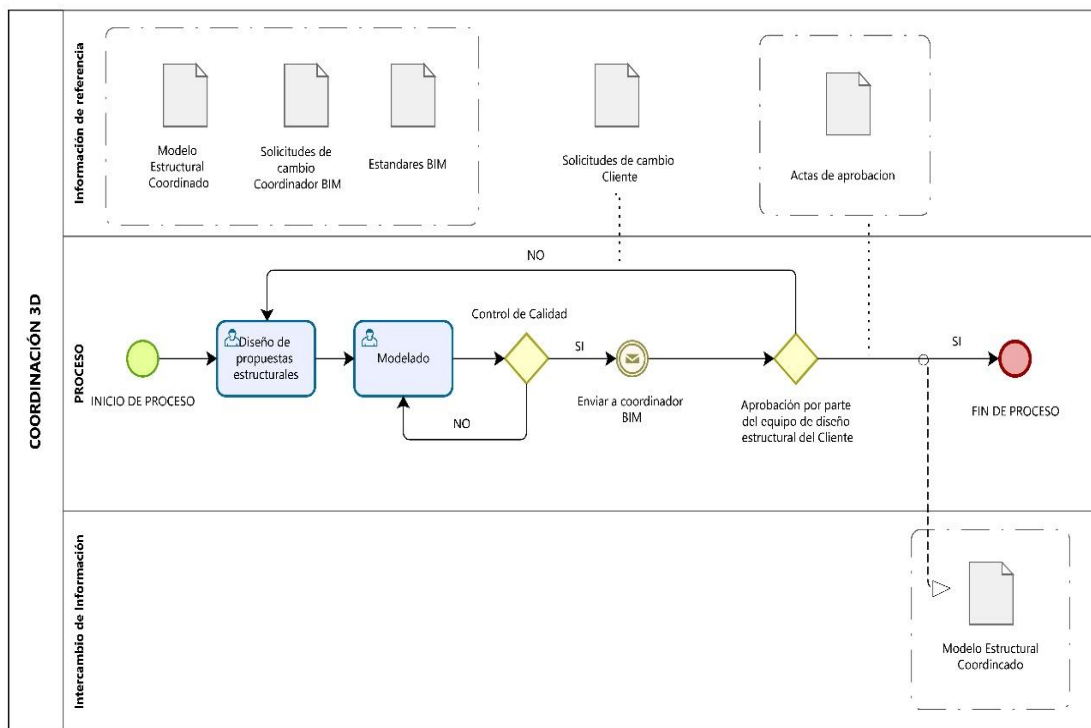 COORDINACIÓN 3D
Información de referencia
Modelo
Estructural
Coordinado
Solicitudes de
cambio
Coordinador BIM
Estandares BIM
Solicitudes de cambio
Cliente
Actas de aprobacion
PROCESO
NO
INICIO DE PROCESO
Diseño de
propuestas
estructurales
Modelado
Control de Calidad
NO
SI
Enviar a coordinador
BIM
Aprobación por parte
del equipo de diseño
estructural del Cliente
SI
FIN DE PROCESO
Intercambio de Información
Modelo Estructural
Coordincado